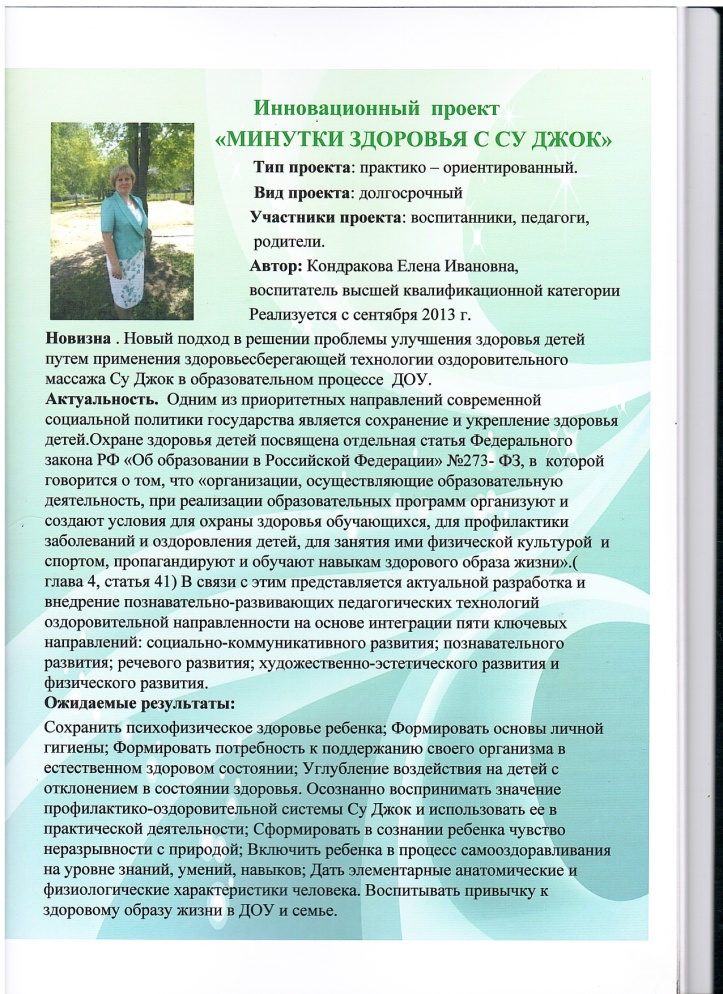 Инновационный проект
«МИНУТКИ ЗДОРОВЬЯ С СУ ДЖОК»
Тип проекта: практико – ориентированный.
Вид проекта: долгосрочный
Участники проекта: воспитанники, педагоги,
родители.
Автор: Кондракова Елена Ивановна,
воспитатель высшей квалификационной категории
Реализуется с сентября 2013 г.
Новизна . Новый подход в решении проблемы улучшения здоровья детей
путем применения здоровьесберегающей технологии оздоровительного
массажа Су Джок в образовательном процессе ДОУ.
Актуальность. Одним из приоритетных направлений современной
социальной политики государства является сохранение и укрепление здоровья
детей.Охране здоровья детей посвящена отдельная статья Федерального
закона РФ «Об образовании в Российской Федерации» №273- ФЗ, в которой
говорится о том, что «организации, осуществляющие образовательную
деятельность, при реализации образовательных программ организуют и
создают условия для охраны здоровья обучающихся, для профилактики
заболеваний и оздоровления детей, для занятия ими физической культурой и
спортом, пропагандируют и обучают навыкам здорового образа жизни».(
глава 4, статья 41) В связи с этим представляется актуальной разработка и
внедрение познавательно-развивающих педагогических технологий
оздоровительной направленности на основе интеграции пяти ключевых
направлений: социально-коммуникативного развития; познавательного
развития; речевого развития; художественно-эстетического развития и
физического развития.
Ожидаемые результаты:
Сохранить психофизическое здоровье ребенка; Формировать основы личной
гигиены; Формировать потребность к поддержанию своего организма в
естественном здоровом состоянии; Углубление воздействия на детей с
отклонением в состоянии здоровья. Осознанно воспринимать значение
профилактико-оздоровительной системы Су Джок и использовать ее в
практической деятельности; Сформировать в сознании ребенка чувство
неразрывности с природой; Включить ребенка в процесс самооздоравливания
на уровне знаний, умений, навыков; Дать элементарные анатомические и
физиологические характеристики человека. Воспитывать привычку к
здоровому образу жизни в ДОУ и семье.